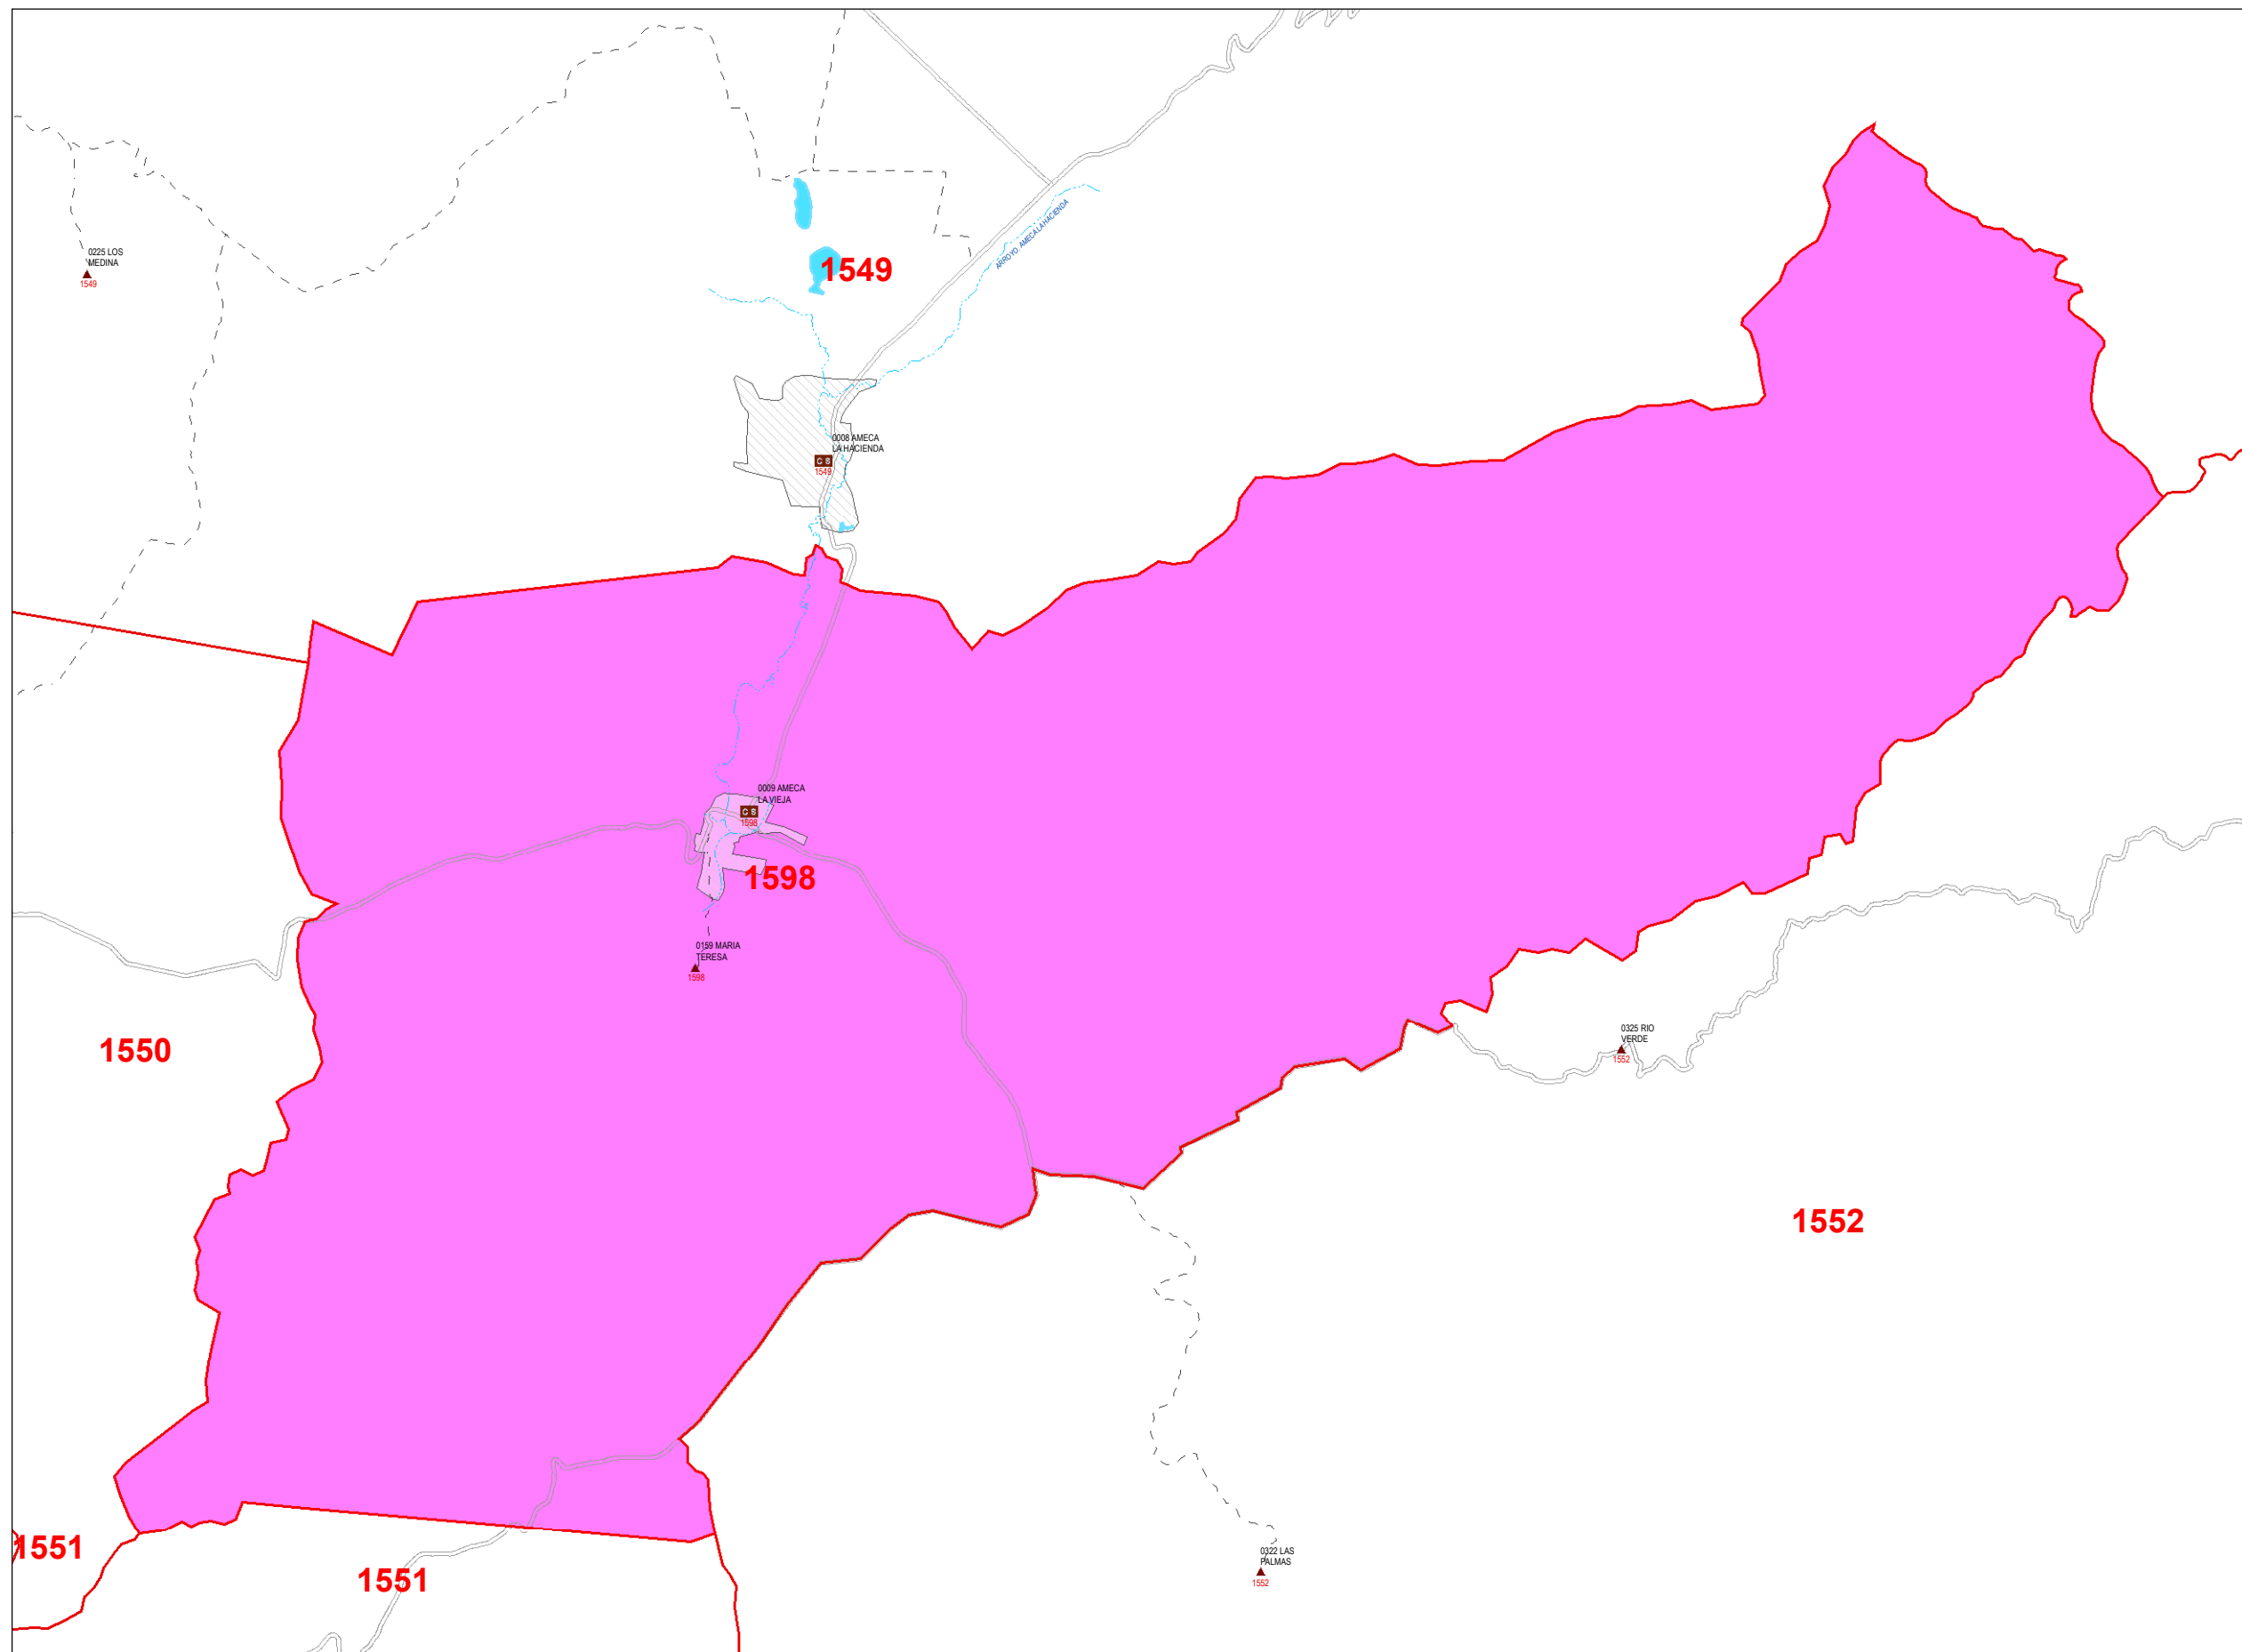 0225 LOS
MEDINA
1549
1549
ARROYO AMECA LA HACIENDA
0008 AMECA
LA HACIENDA
C S
1549
0009 AMECA
LA VIEJA
C S
1598
1598
0159 MARIA
TERESA
1598
1550
0325 RIO
VERDE
1552
1552
1551
1551
0322 LAS
PALMAS
1552